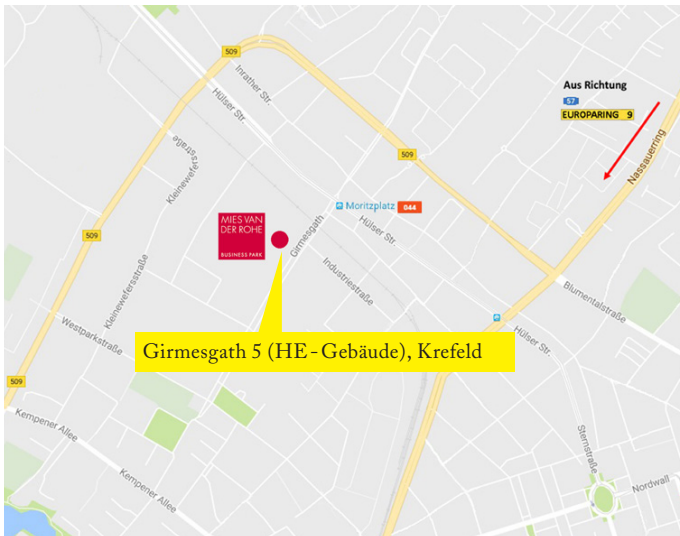 509
Inrather Str.
Hülser Str.
Aus Richtung
57
EUROPARING 9
Nassauerring
Kleinewefersstraße
509
Moritzplatz 044
MIES VAN
DER ROHE
BUSINESS PARK
Girmesgath
Hülser Str.
509
Kleinewefersstraße
Industriestraße
Blumentalstraße
Westparkstraße
Hülser Str.
Girmesgath 5 (HE-Gebäude), Krefeld
509
Kempener Allee
Kempener Allee
Sternstraße
Nordwall